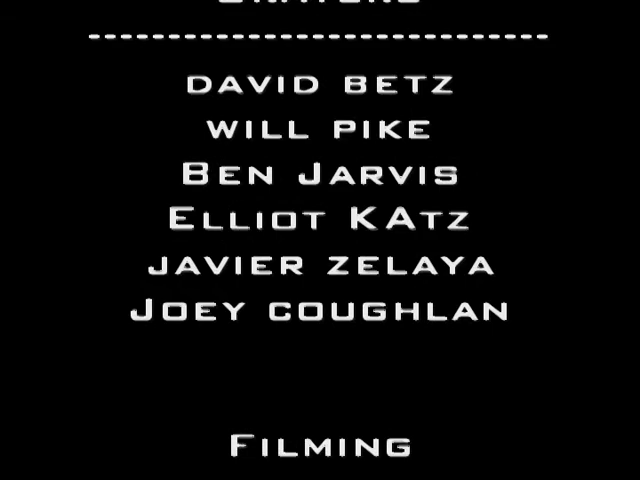 -----------------------------
DAVID BETZ
WILL PIKE
BEN JARVIS
ELLIOT KATZ
JAVIER ZELAYA
JOEY COUGHLAN
FILMING